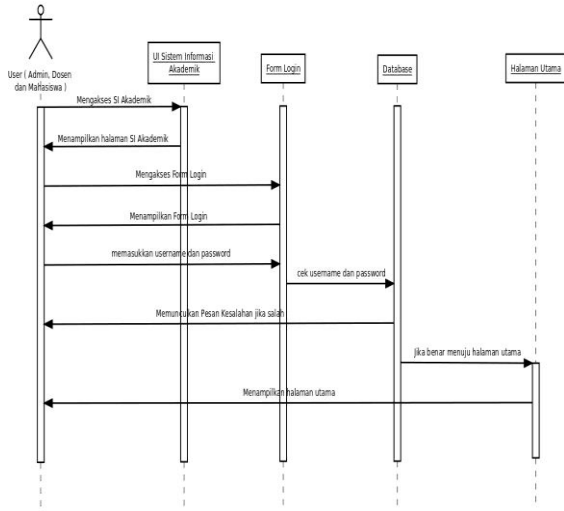 User ( Admin, Dosen
dan Mahasiswa )
UI Sistem Informasi
Akademik
Form Login
Database
Halaman Utama
Mengakses SI Akademik
Menampilkan halaman SI Akademik
Mengakses Form Login
Menampilkan Form Login
memasukkan username dan password
cek username dan password
Memunculkan Pesan Kesalahan jika salah
Jika benar menuju halaman utama
Menampilkan halaman utama